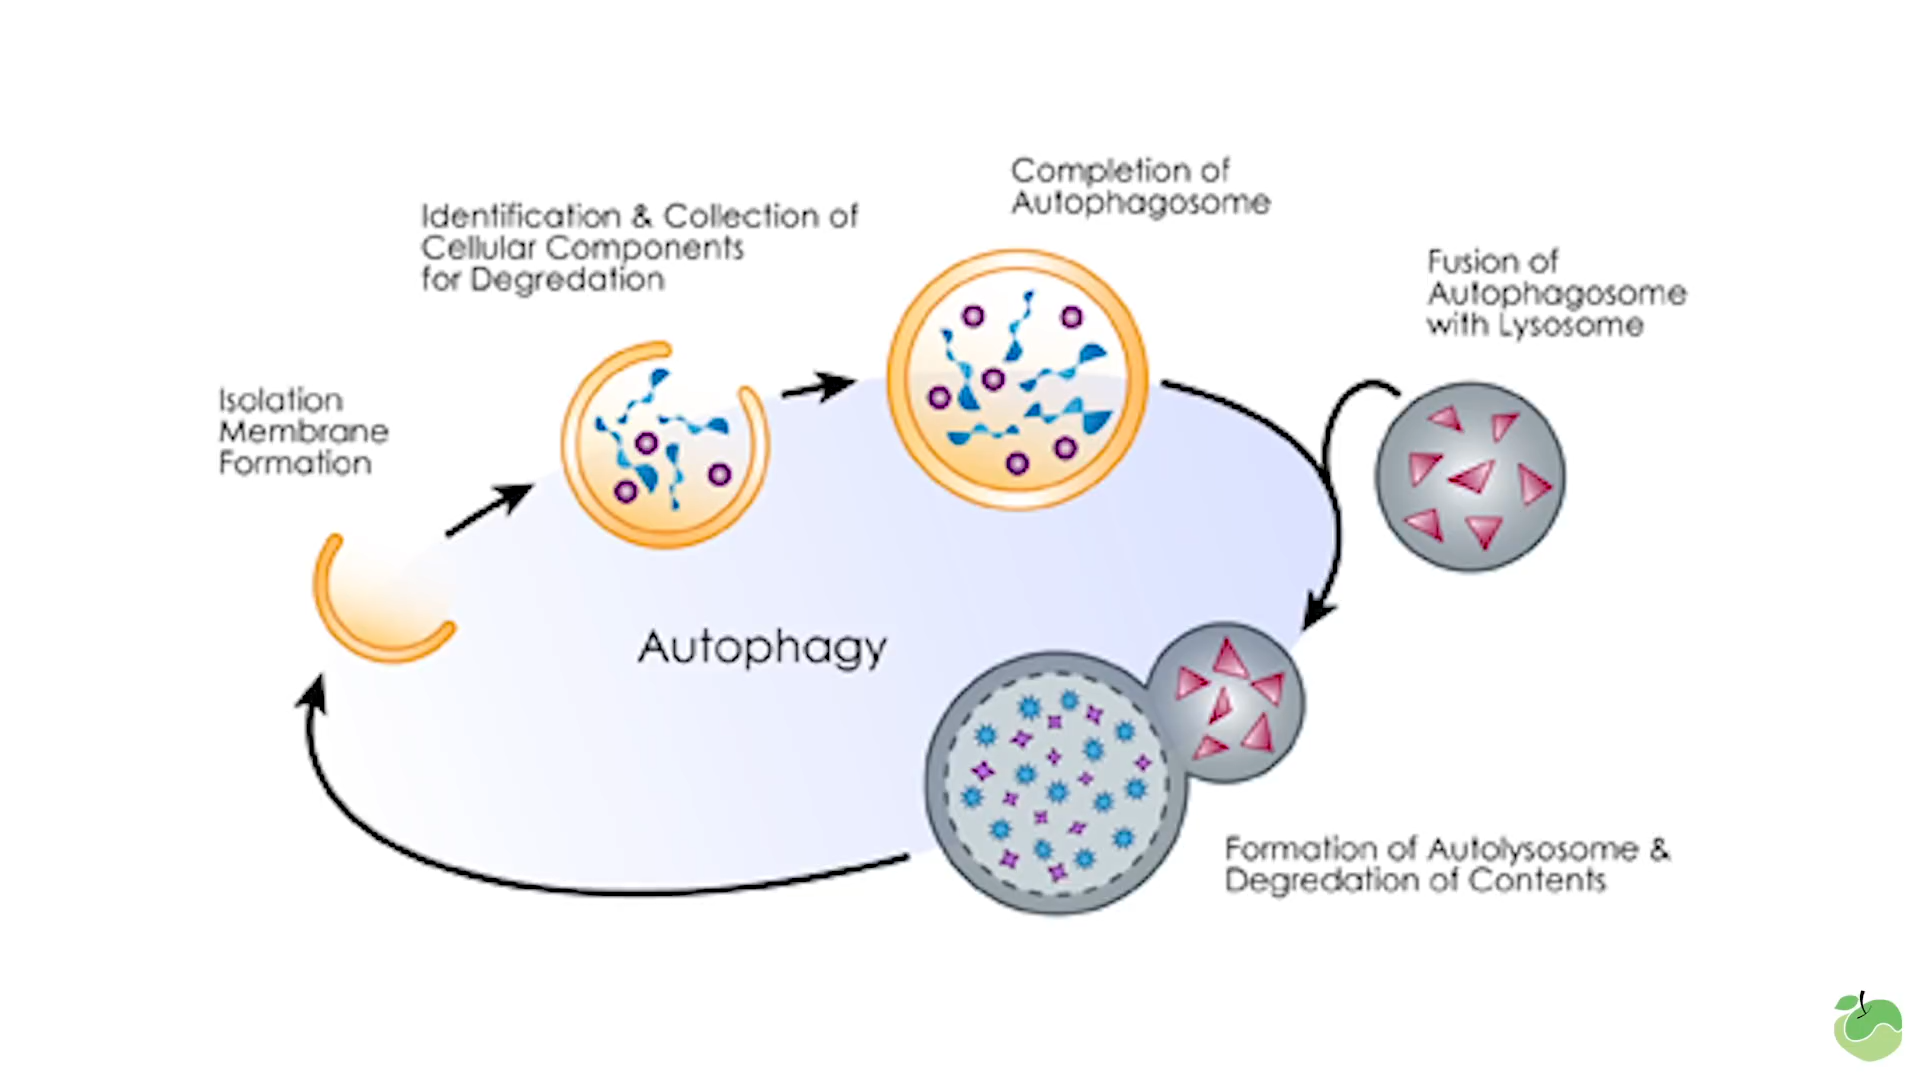 Completion of
Autophagosome
Identification & Collection of
Cellular Components
for Degredation
Fusion of
Autophagosome
with Lysosome
Isolation
Membrane
Formation
Autophagy
Formation of Autolysosome &
Degredation of Contents